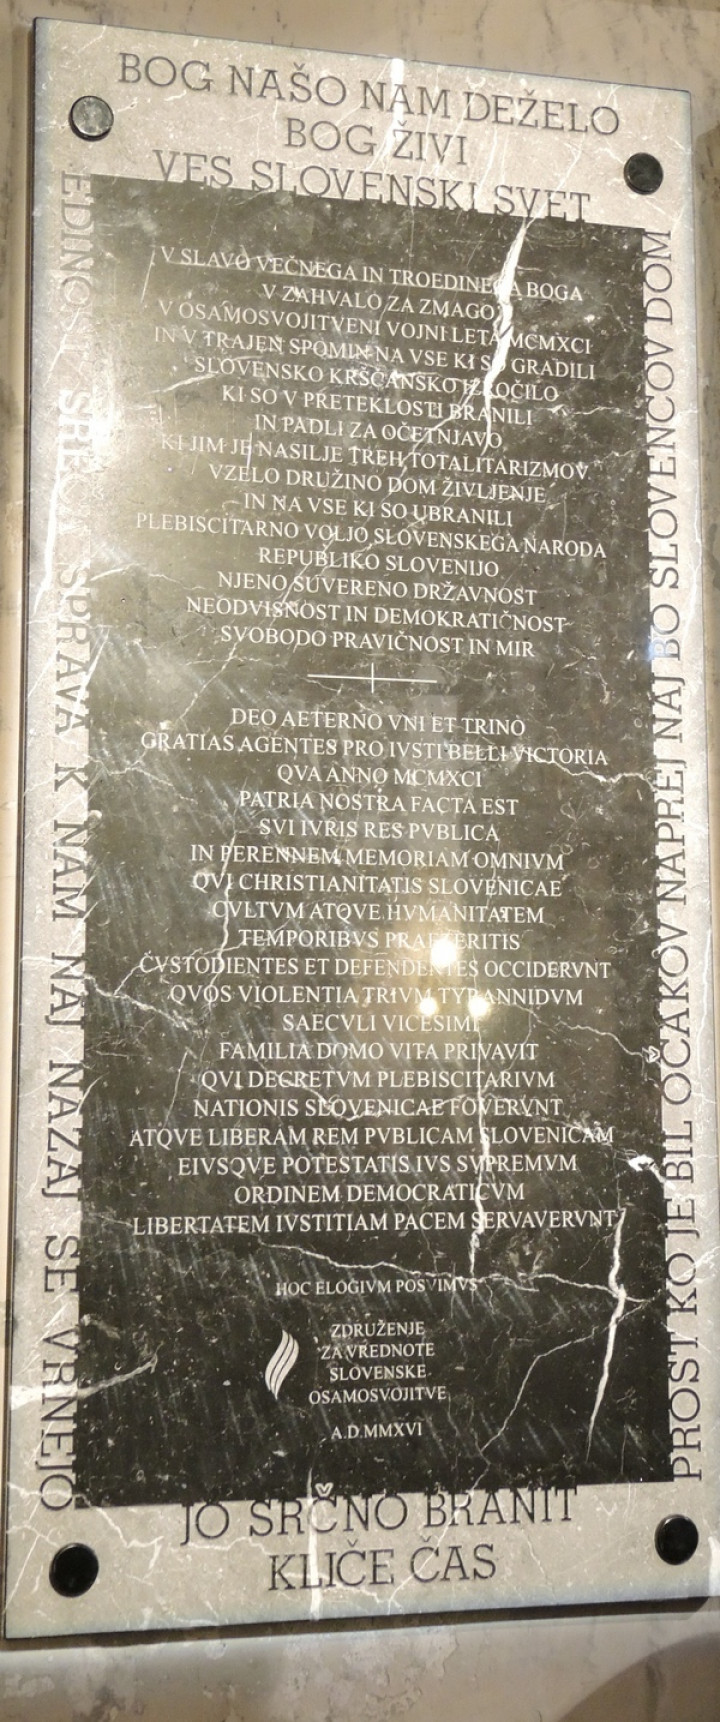 BOG NAŠO NAM DEŽELO
BOG ŽIVI
VES SLOVENSKI SVET
EDINOST SREČA SPRAVA K NAM NAJ NAZAJ SE VRNEJO
PROST KO JE BIL OČAKOV NAPREJ NAJ BO SLOVENCOV DOM
V SLAVO VEČNEGA IN TROEDINEGA BOGA
V ZAHVALO ZA ZMAGO
V OSAMOSVOJITVENI VOJNI LETA MCMXCI
IN V TRAJEN SPOMIN NA VSE KI SO GRADILI
SLOVENSKO KRŠČANSKO IZROČILO
KI SO V PRETEKLOSTI BRANILI
IN PADLI ZA OČETNJAVO
KI JIM JE NASILJE TREH TOTALITARIZMOV
VZELO DRUŽINO DOM ŽIVLJENJE
IN NA VSE KI SO UBRANILI
PLEBISCITARNO VOLJO SLOVENSKEGA NARODA
REPUBLIKO SLOVENIJO
NJENO SUVERENO DRŽAVNOST
NEODVISNOST IN DEMOKRATIČNOST
SVOBODO PRAVIČNOST IN MIR
DEO AETERNO VNI ET TRINO
GRATIAS AGENTES PRO IVSTI BELLI VICTORIA
QVA ANNO MCMXCI
PATRIA NOSTRA FACTA EST
SVI IVRIS RES PVBLICA
IN PERENNEM MEMORIAM OMNIVM
QVI CHRISTIANITATIS SLOVENICAE
CVLTVM ATQVE HVMANITATEM
TEMPORIBVS PRAETERITIS
CVSTODIENTES ET DEFENDENTES OCCIDERVNT
QVOS VIOLENTIA TRIVM TYRANNIDVM
SAECVLI VICESIMI
FAMILIA DOMO VITA PRIVAVIT
QVI DECRETVM PLEBISCITARIVM
NATIONIS SLOVENICAE FOVERVNT
ATQVE LIBERAM REM PVBLICAM SLOVENICAM
EIVSQVE POTESTATIS IVS SVPREMVM
ORDINEM DEMOCRATICVM
LIBERTATEM IVSTITIAM PACEM SERVAVERVNT
HOC ELOGIVM POSVIMVS
ZDRUŽENJE
ZA VREDNOTE
SLOVENSKE
OSAMOSVOJITVE
A.D.MMXVI
JO SRČNO BRANIT
KLIČE ČAS